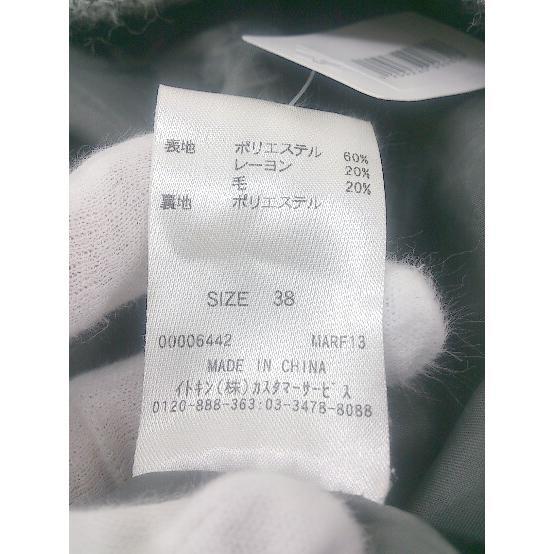 表地 ポリエステル 60%
レーヨン 20%
毛 20%
裏地 ポリエステル
SIZE 38
00006442 MARF13
MADE IN CHINA
イトキン(株)カスタマーサービス
0120-888-363:03-3478-8088